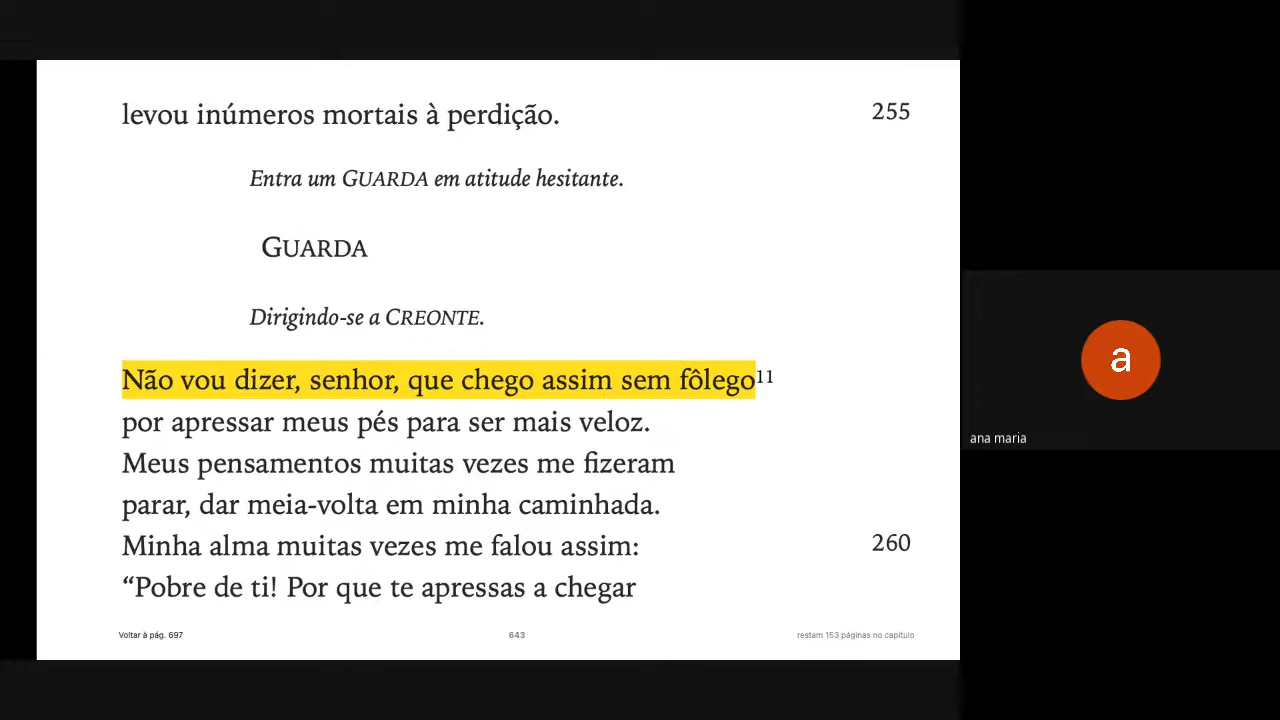 levou inúmeros mortais à perdição. 255
Entra um GUARDA em atitude hesitante.
GUARDA
Dirigindo-se a CREONTE.
Não vou dizer, senhor, que chego assim sem fôlego¹¹
por apressar meus pés para ser mais veloz.
Meus pensamentos muitas vezes me fizeram
parar, dar meia-volta em minha caminhada.
Minha alma muitas vezes me falou assim: 260
“Pobre de ti! Por que te apressas a chegar
Voltar à pág. 697 643 restam 153 páginas no capítulo
a
ana maria